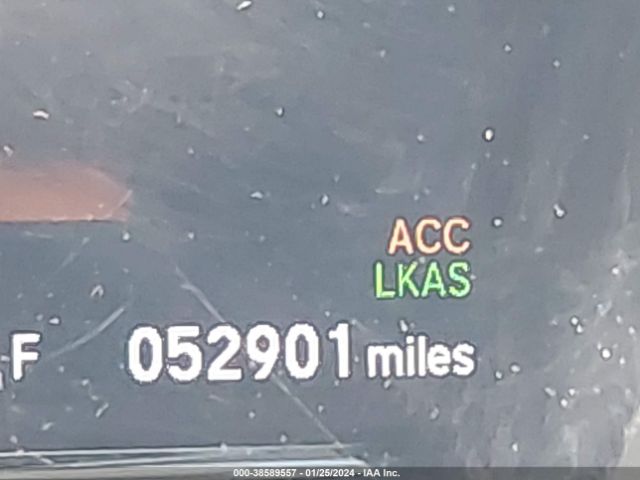 ACC
LKAS
F 052901 miles
000-38589557 - 01/25/2024 - IAA Inc.